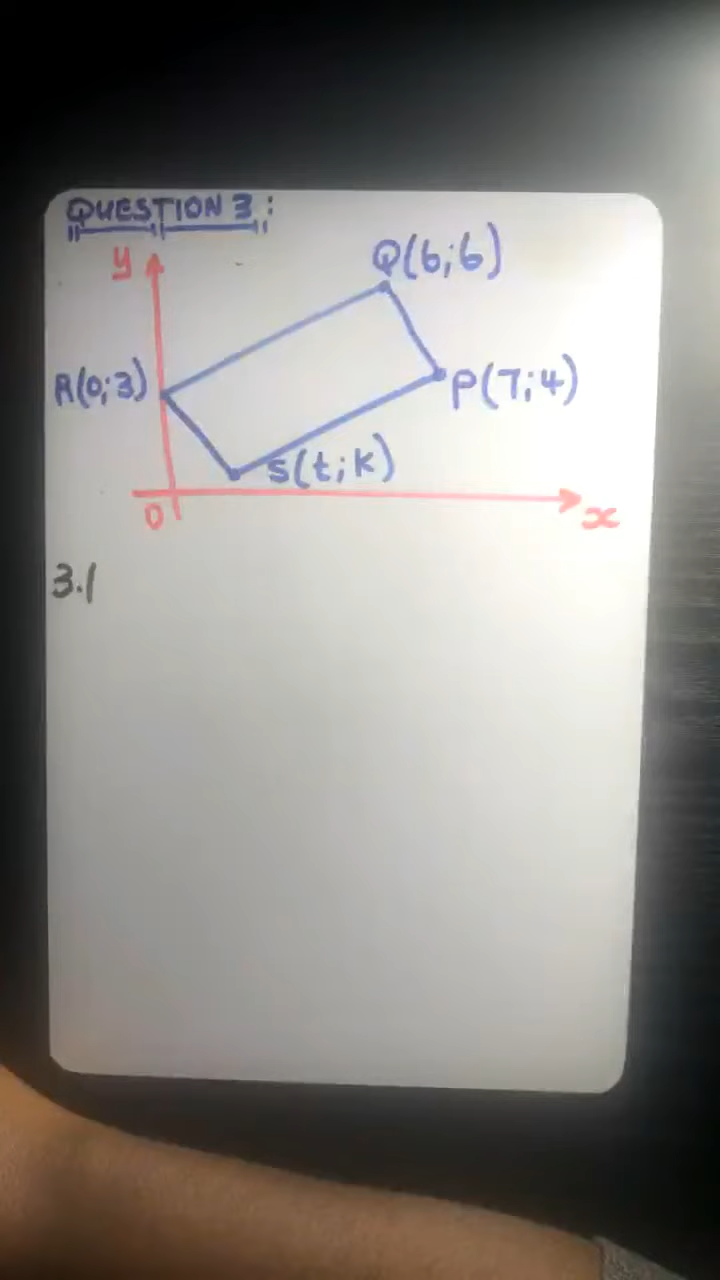 QUESTION 3:
y
Q(6;6)
R(0;3)
P(7;4)
S(t;k)
0
x
3.1